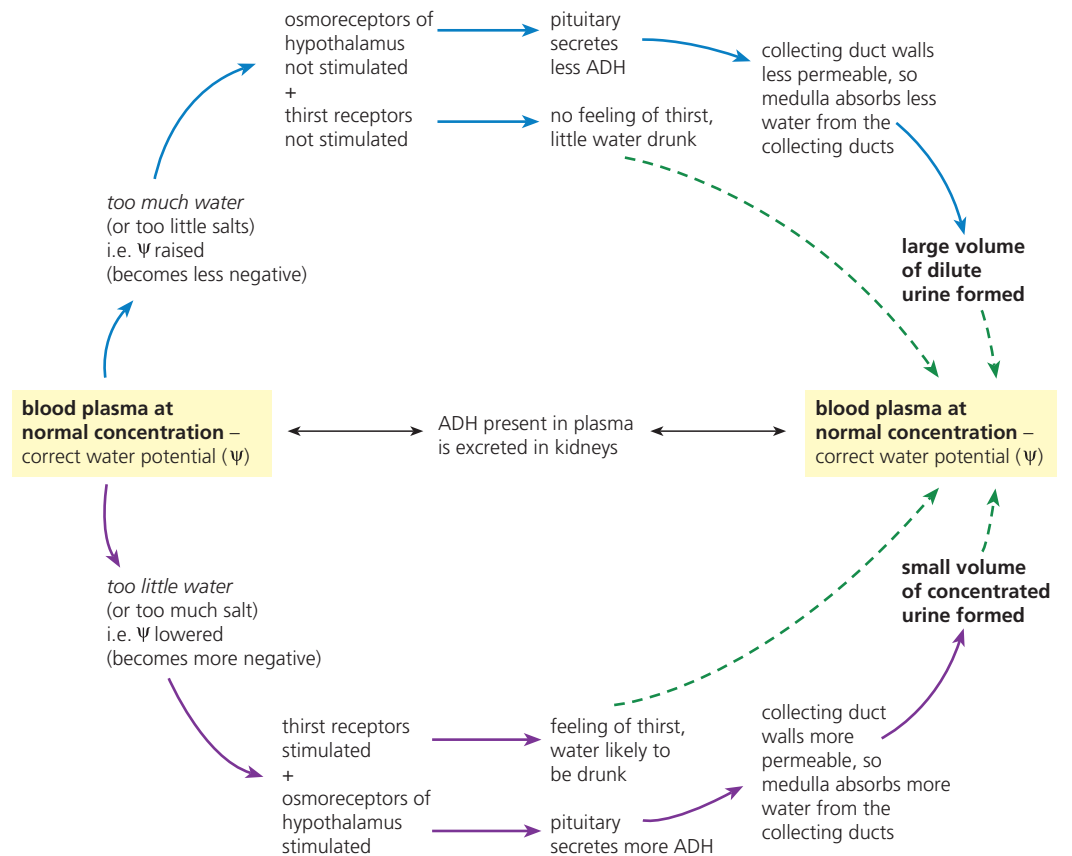 osmoreceptors of
hypothalamus
not stimulated
+
thirst receptors
not stimulated
pituitary
secretes
less ADH
no feeling of thirst,
little water drunk
collecting duct walls
less permeable, so
medulla absorbs less
water from the
collecting ducts
too much water
(or too little salts)
i.e. Ψ raised
(becomes less negative)
large volume
of dilute
urine formed
blood plasma at
normal concentration –
correct water potential (Ψ)
ADH present in plasma
is excreted in kidneys
blood plasma at
normal concentration –
correct water potential (Ψ)
too little water
(or too much salt)
i.e. Ψ lowered
(becomes more negative)
small volume
of concentrated
urine formed
thirst receptors
stimulated
+
osmoreceptors of
hypothalamus
stimulated
feeling of thirst,
water likely to
be drunk
pituitary
secretes more ADH
collecting duct
walls more
permeable, so
medulla absorbs more
water from the
collecting ducts